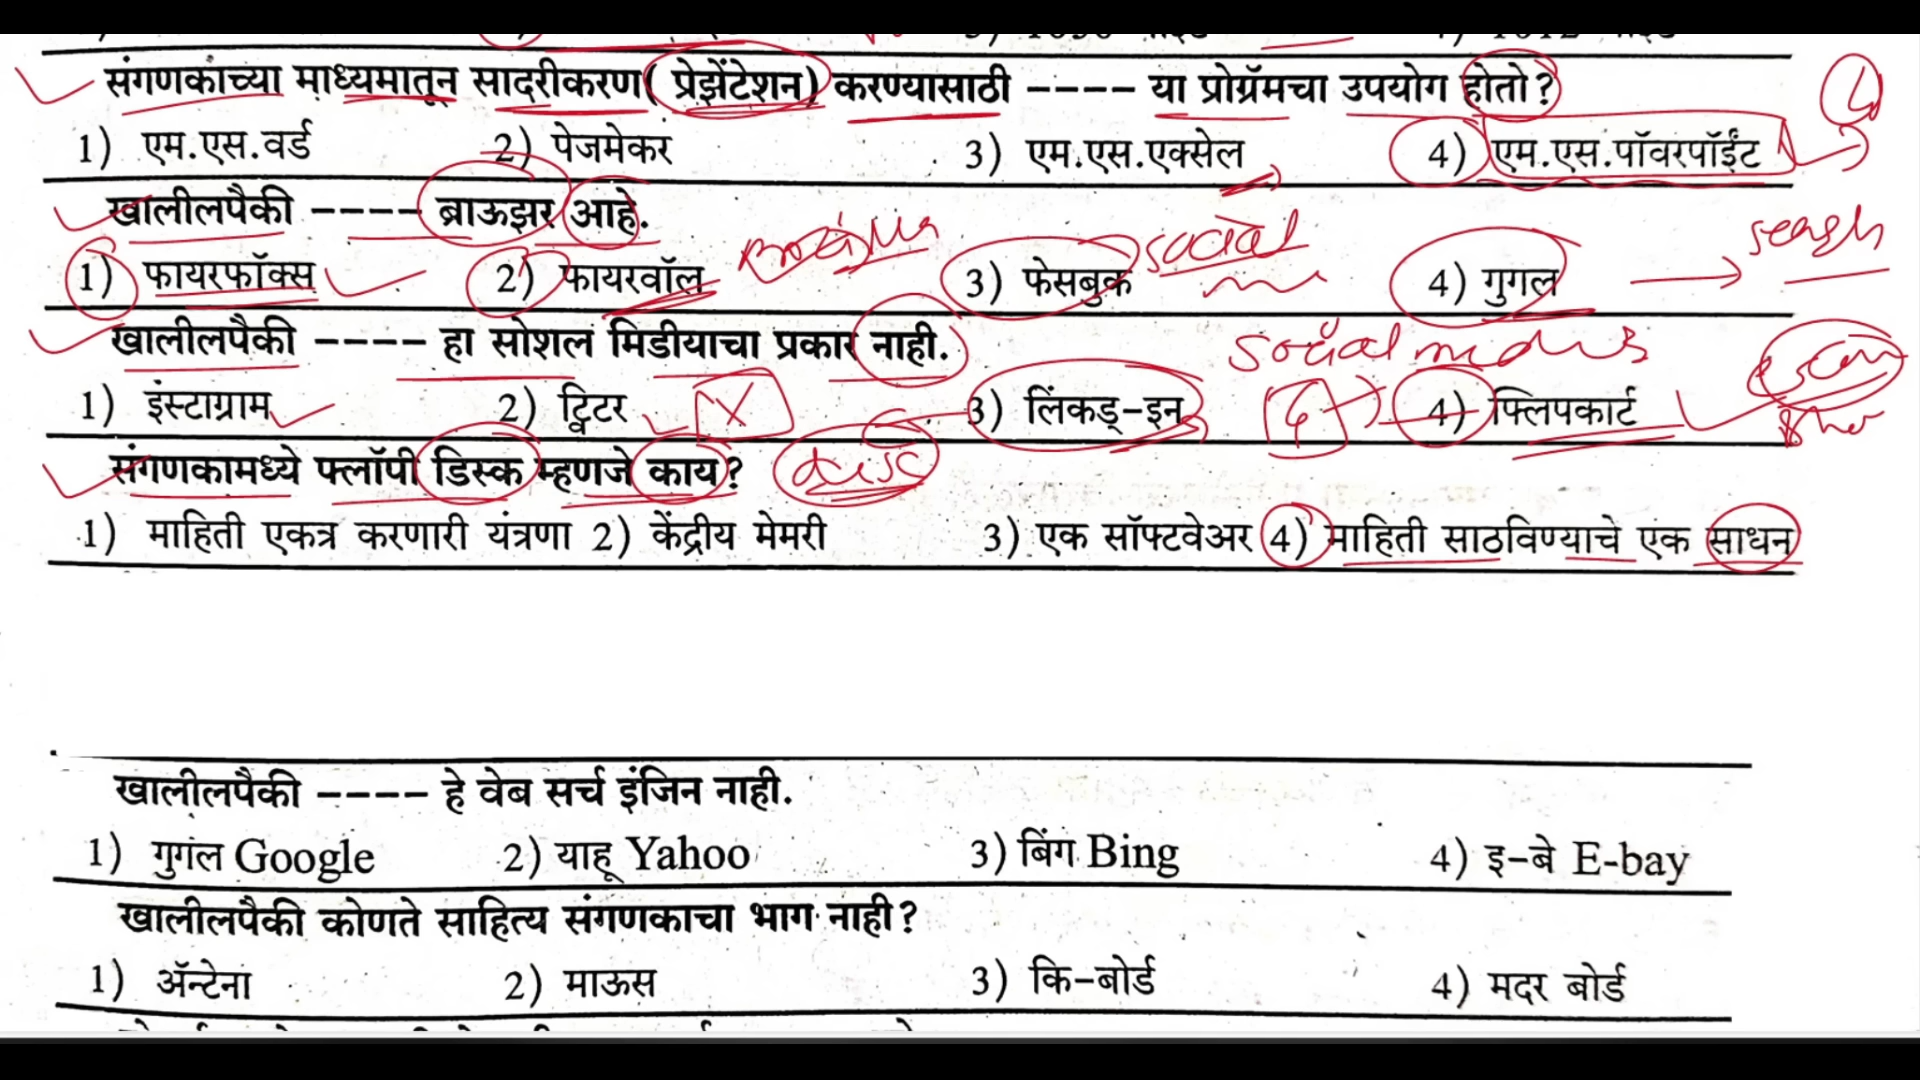 संगणकाच्या माध्यमातून सादरीकरण( प्रेझेंटेशन) करण्यासाठी ---- या प्रोग्रॅमचा उपयोग होतो?
1) एम.एस.वर्ड 2) पेजमेकर 3) एम.एस.एक्सेल 4) एम.एस.पॉवरपॉईंट
खालीलपैकी ---- ब्राऊझर आहे.
social
1) फायरफॉक्स 2) फायरवॉल 3) फेसबुक 4) गुगल
खालीलपैकी ---- हा सोशल मिडीयाचा प्रकार नाही.
1) इंस्टाग्राम 2) ट्विटर 3) लिंकड्-इन 4) फ्लिपकार्ट
संगणकामध्ये फ्लॉपी डिस्क म्हणजे काय? disc
1) माहिती एकत्र करणारी यंत्रणा 2) केंद्रीय मेमरी 3) एक सॉफ्टवेअर 4) माहिती साठविण्याचे एक साधन
खालीलपैकी ---- हे वेब सर्च इंजिन नाही.
1) गुगल Google 2) याहू Yahoo 3) बिंग Bing 4) इ-बे E-bay
खालीलपैकी कोणते साहित्य संगणकाचा भाग नाही?
1) ॲन्टेना 2) माऊस 3) कि-बोर्ड 4) मदर बोर्ड